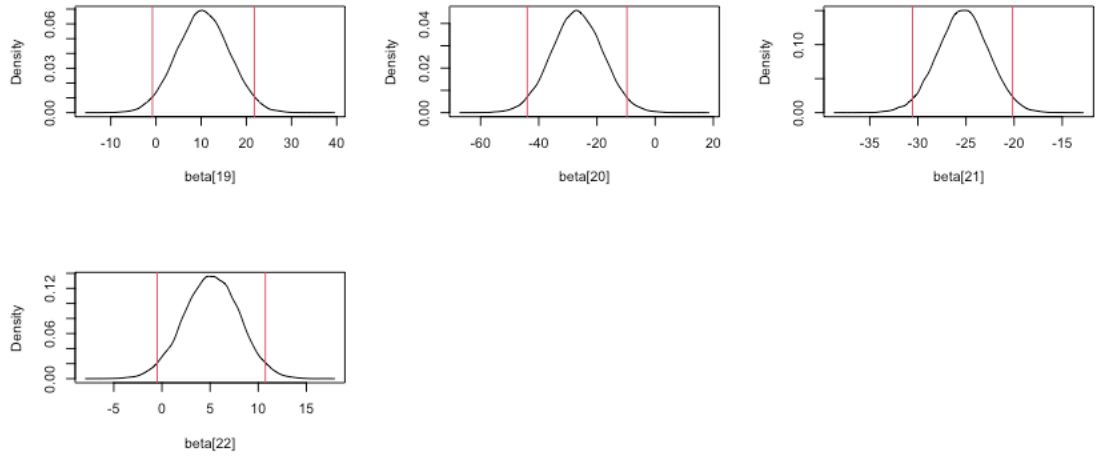 Density
0.00 0.03 0.06
-10 0 10 20 30 40
beta[19]
Density
0.00 0.02 0.04
-60 -40 -20 0 20
beta[20]
Density
0.00 0.10
-35 -30 -25 -20 -15
beta[21]
Density
0.00 0.06 0.12
-5 0 5 10 15
beta[22]